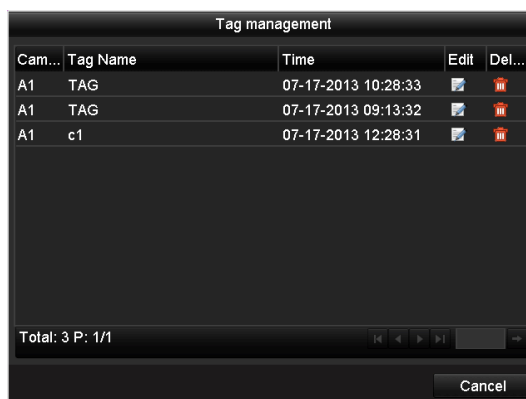 Tag management
Cam... Tag Name Time Edit Del...
A1 TAG 07-17-2013 10:28:33
A1 TAG 07-17-2013 09:13:32
A1 c1 07-17-2013 12:28:31
Total: 3 P: 1/1
Cancel